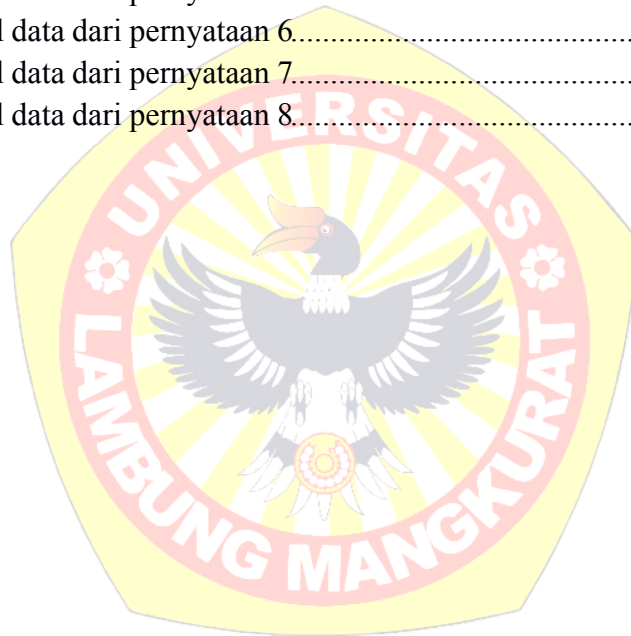 data dari pernyataan 6
data dari pernyataan 7
data dari pernyataan 8
UNIVERSITAS
LAMBUNG MANGKURAT